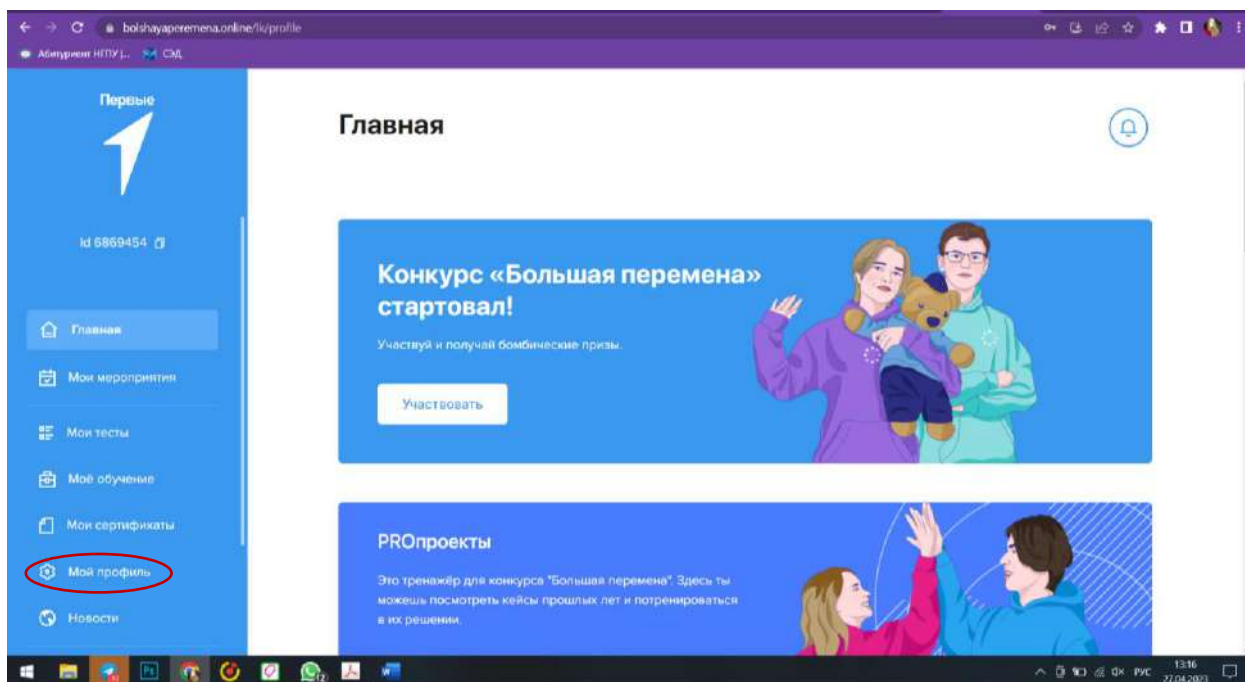 bolshayaperemena.online/lk/profile
Абитуриент НГПУ |... СЭД
Первые
Id 6869454
Главная
Мои мероприятия
Мои тесты
Моё обучение
Мои сертификаты
Мой профиль
Новости
Главная
Конкурс «Большая перемена»
стартовал!
Участвуй и получай бомбические призы.
Участвовать
PROпроекты
Это тренажёр для конкурса "Большая перемена". Здесь ты
можешь посмотреть кейсы прошлых лет и потренироваться
в их решении.
Ps
12
W
РУС
13:16
27.04.2023